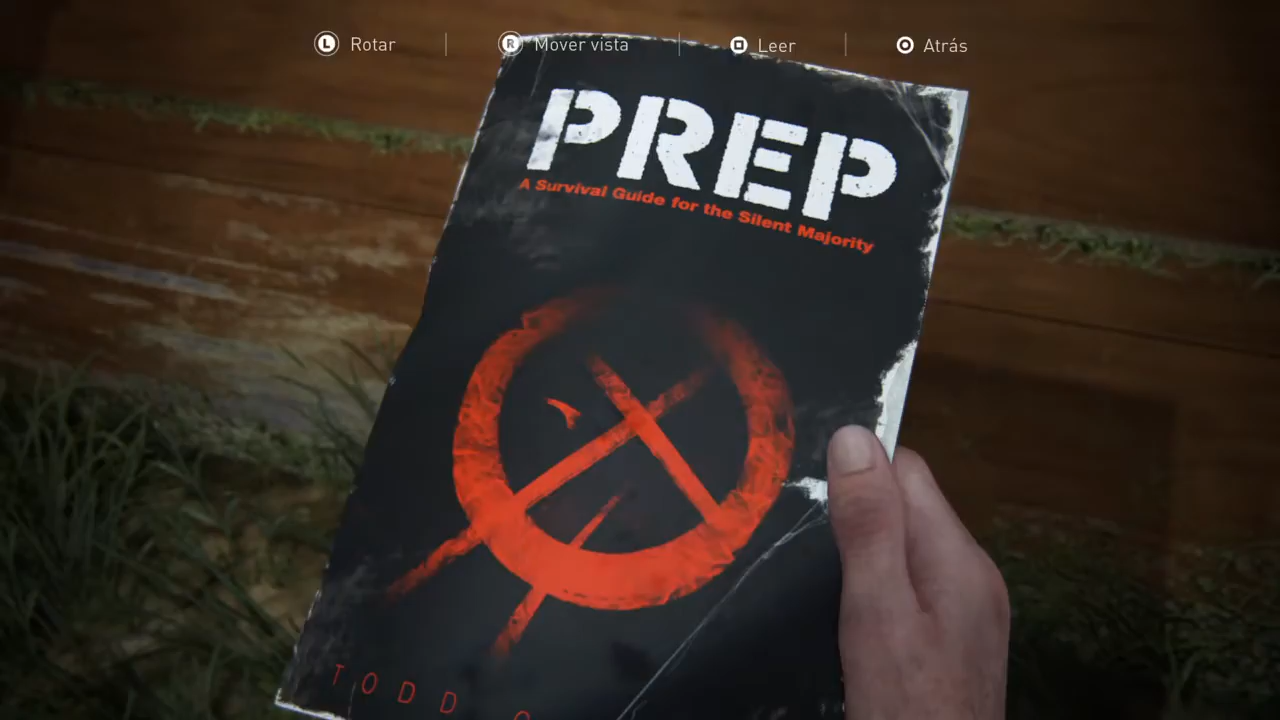 L Rotar R Mover vista Leer Atrás
PREP
A Survival Guide for the Silent Majority
TODD